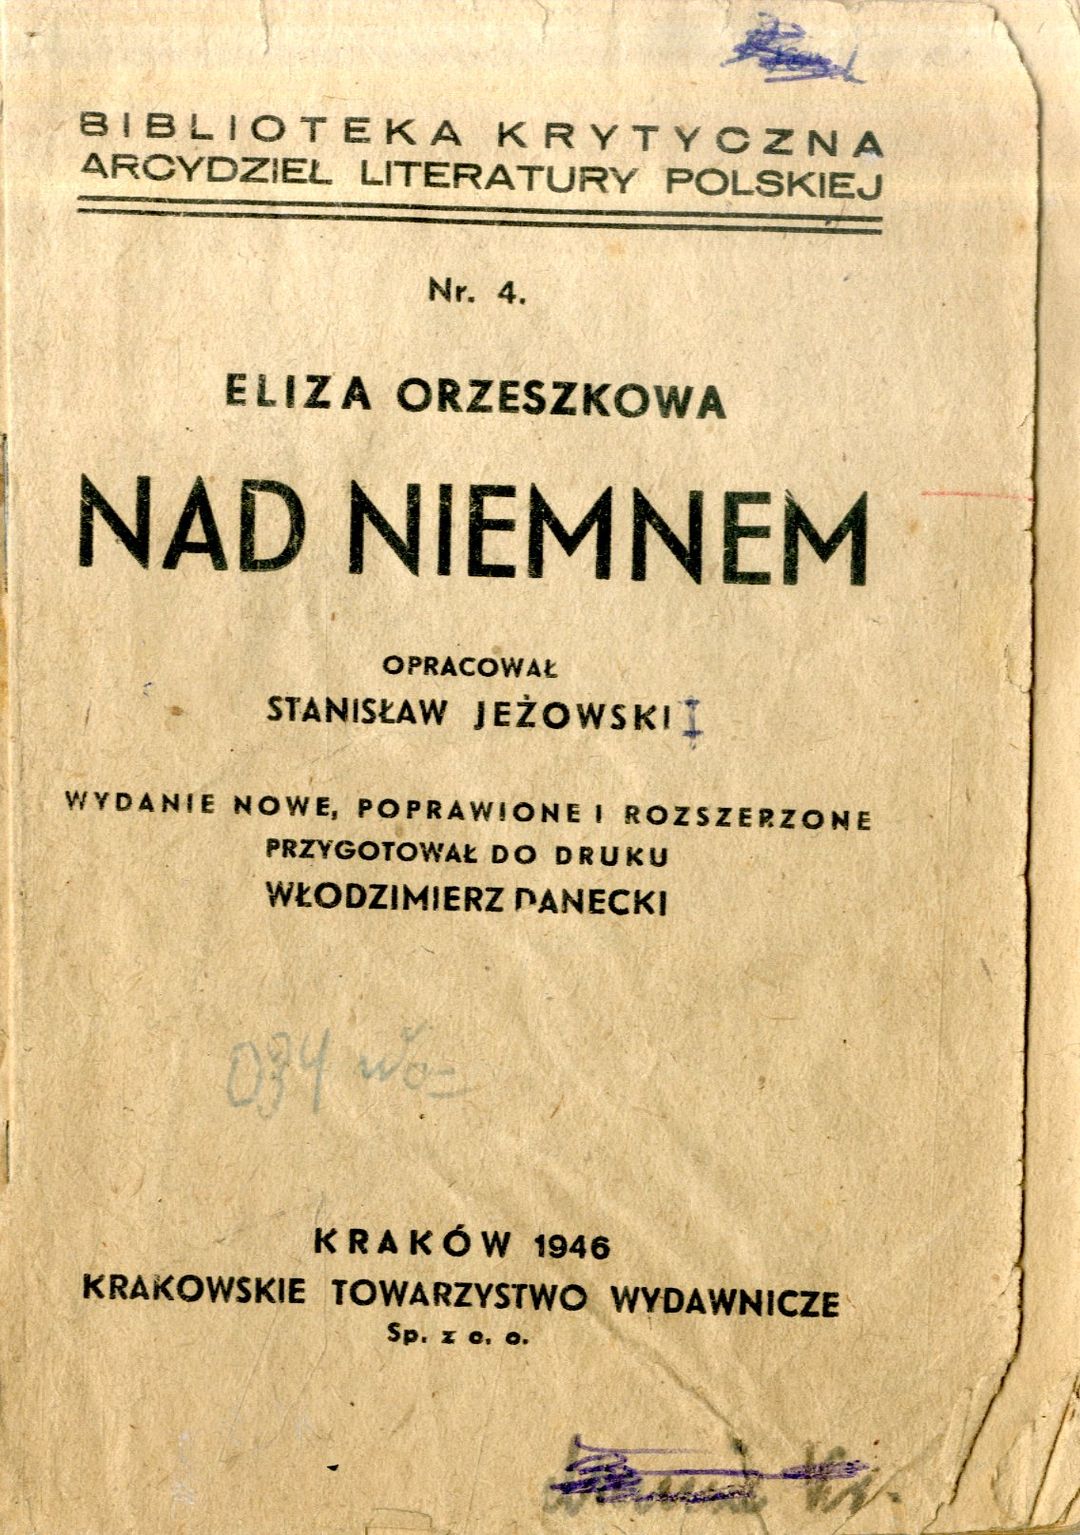 BIBLIOTEKA KRYTYCZNA
ARCYDZIEŁ LITERATURY POLSKIEJ
Nr. 4.
ELIZA ORZESZKOWA
NAD NIEMNEM
OPRACOWAŁ
STANISŁAW JEŻOWSKI
WYDANIE NOWE, POPRAWIONE I ROZSZERZONE
PRZYGOTOWAŁ DO DRUKU
WŁODZIMIERZ DANECKI
KRAKÓW 1946
KRAKOWSKIE TOWARZYSTWO WYDAWNICZE
Sp. z o. o.